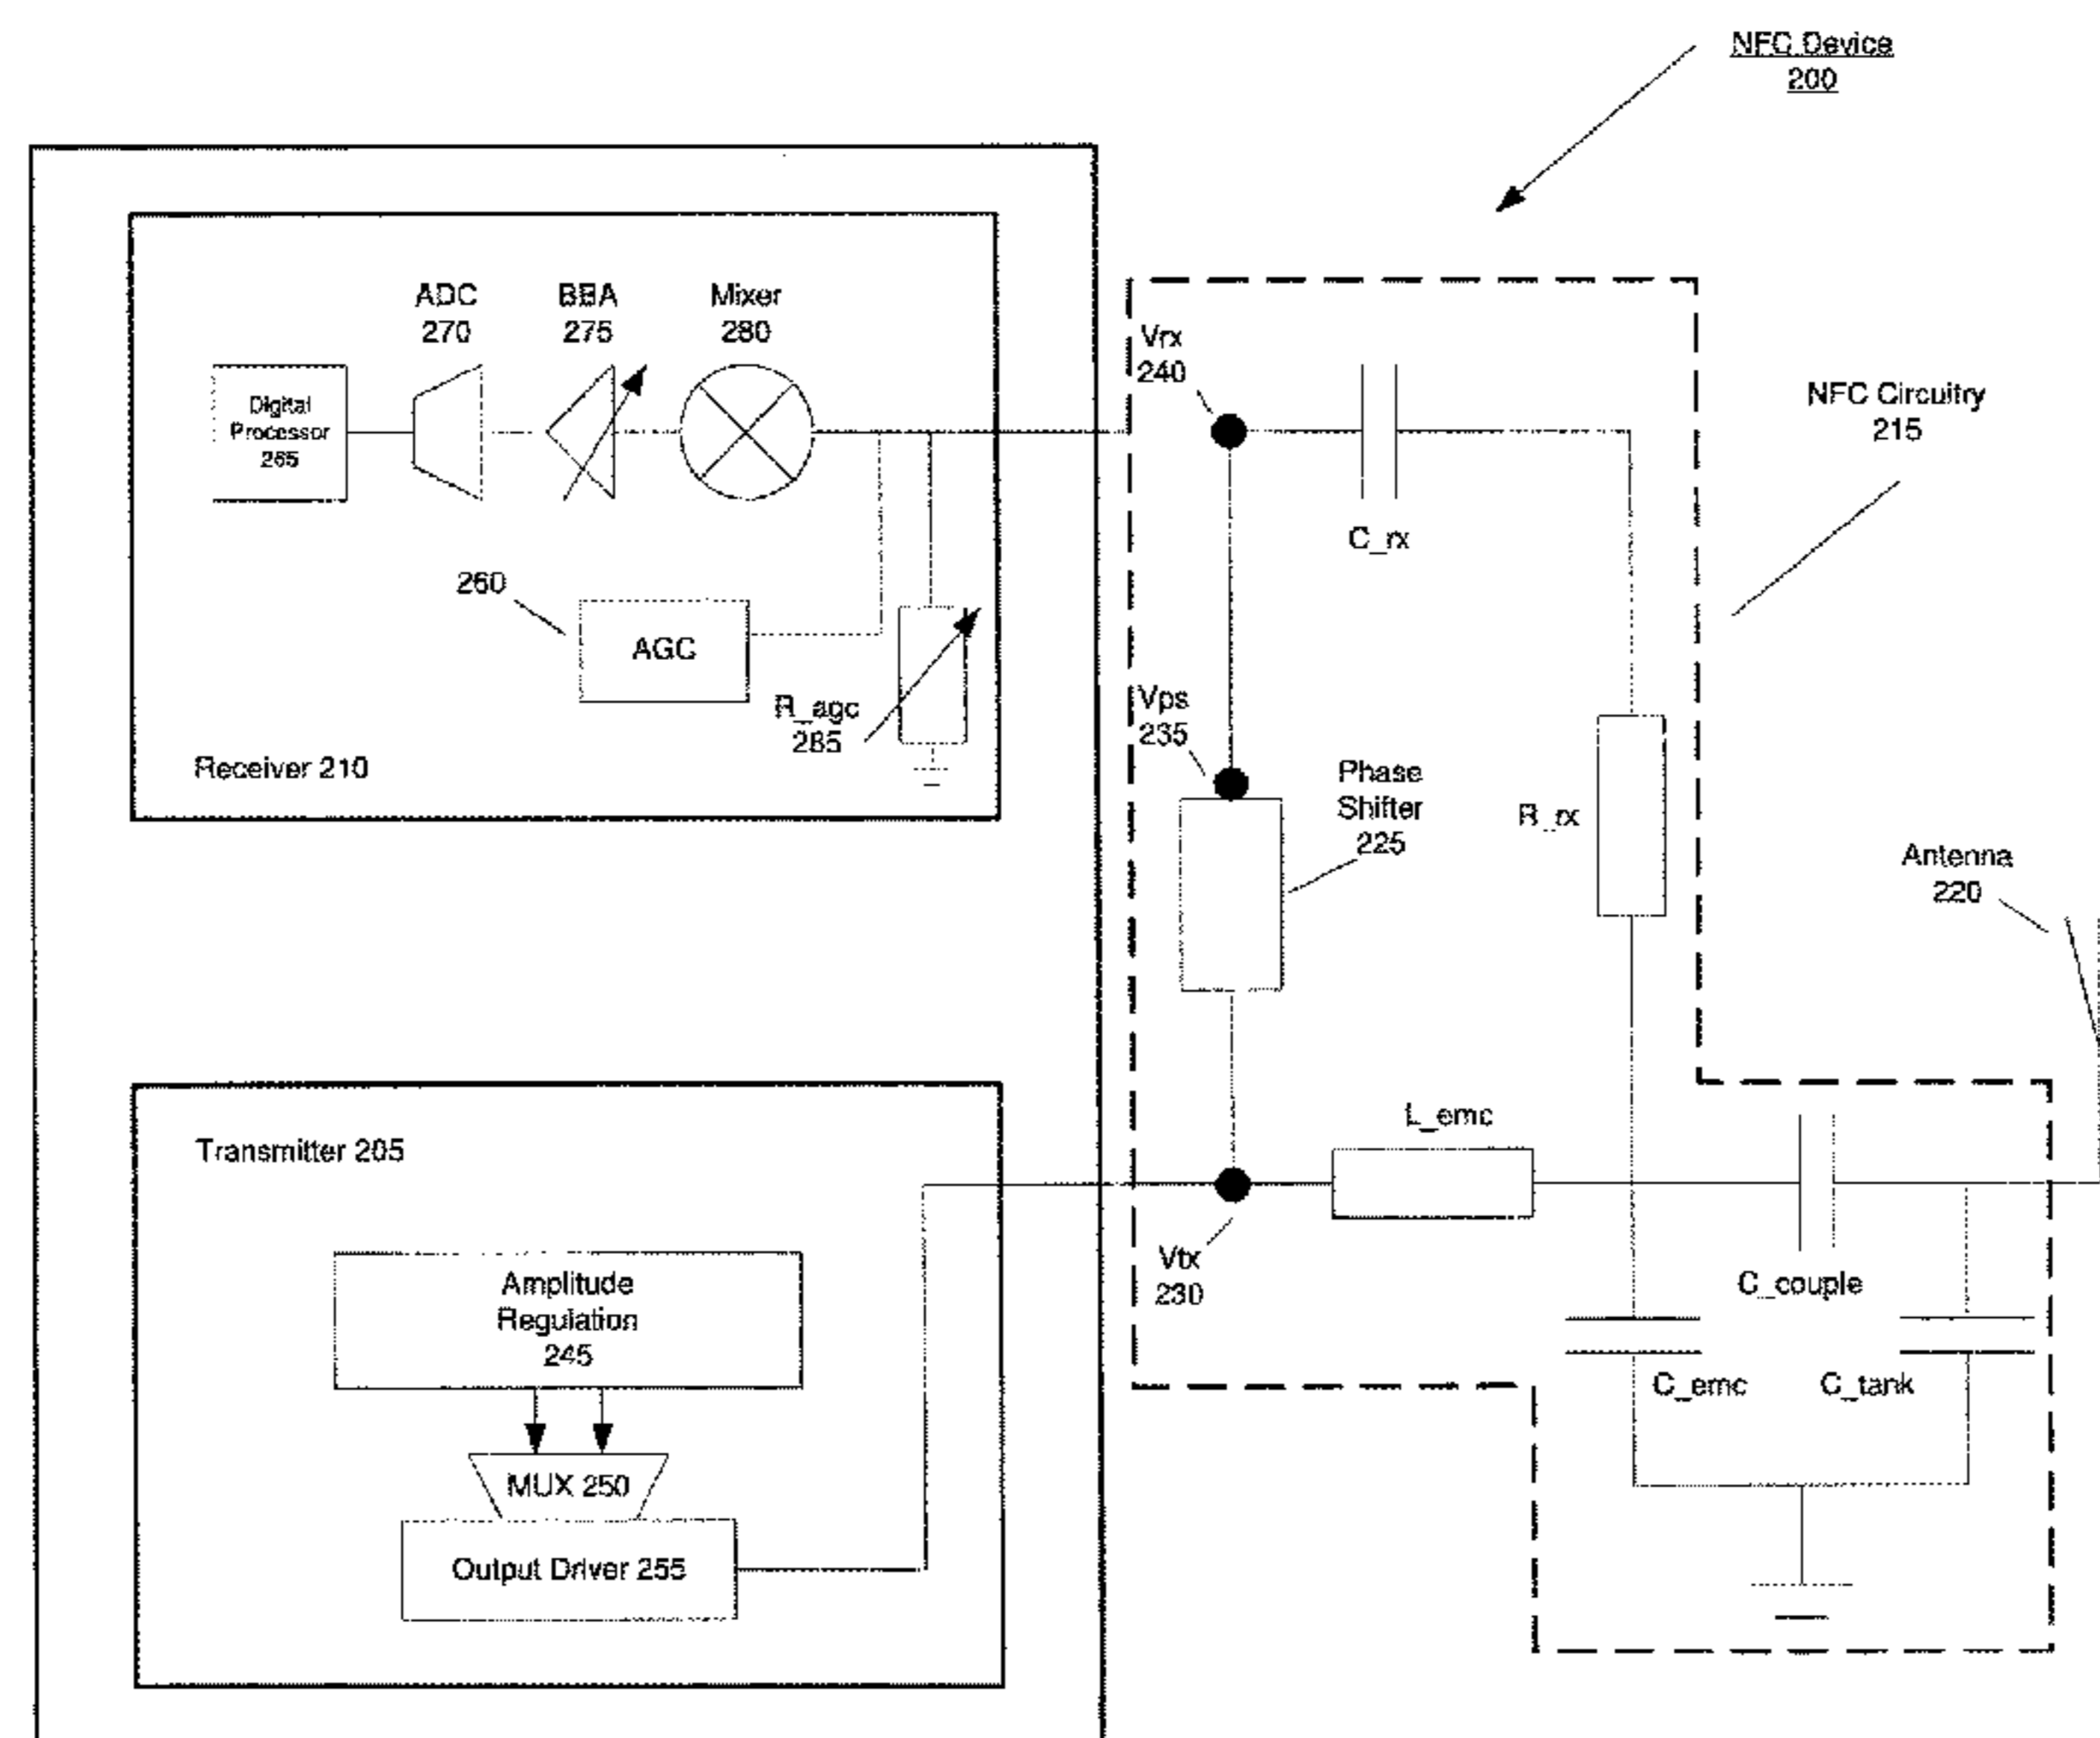 NFC Device
200
ADC
270
BBA
275
Mixer
280
Digital
Processor
265
260
AGC
R_agc
285
Receiver 210
Vrx
240
C_rx
NFC Circuitry
215
Vps
235
Phase
Shifter
225
R_rx
Antenna
220
Transmitter 205
L_emc
Vtx
230
Amplitude
Regulation
245
C_couple
C_emc
C_tank
MUX 250
Output Driver 255